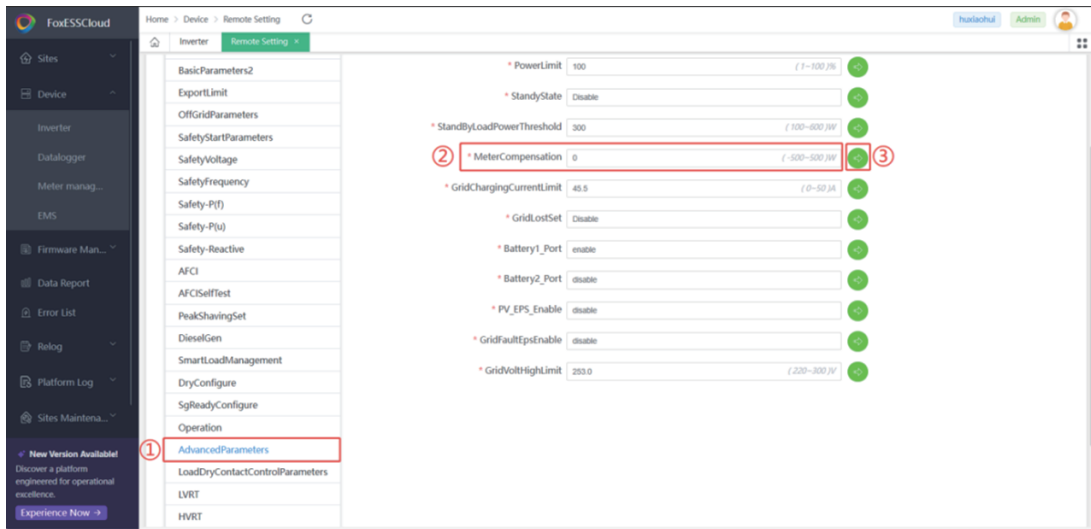 FoxESSCloud
Home > Device > Remote Setting
huxiaohui
Admin
Inverter
Remote Setting ×
Sites
Device
Inverter
Datalogger
Meter manag...
EMS
Firmware Man...
Data Report
Error List
Relog
Platform Log
Sites Maintena...
New Version Available!
Discover a platform
engineered for operational
excellence.
Experience Now →
BasicParameters2
ExportLimit
OffGridParameters
SafetyStartParameters
SafetyVoltage
SafetyFrequency
Safety-P(f)
Safety-P(u)
Safety-Reactive
AFCI
AFCISelfTest
PeakShavingSet
DieselGen
SmartLoadManagement
DryConfigure
SgReadyConfigure
Operation
① AdvancedParameters
LoadDryContactControlParameters
LVRT
HVRT
* PowerLimit 100 ( 1~100 )%
* StandyState Disable
* StandByLoadPowerThreshold 300 ( 100~600 )W
② * MeterCompensation 0 ( -500~500 )W ③
* GridChargingCurrentLimit 45.5 ( 0~50 )A
* GridLostSet Disable
* Battery1_Port enable
* Battery2_Port disable
* PV_EPS_Enable disable
* GridFaultEpsEnable disable
* GridVoltHighLimit 253.0 ( 220~300 )V